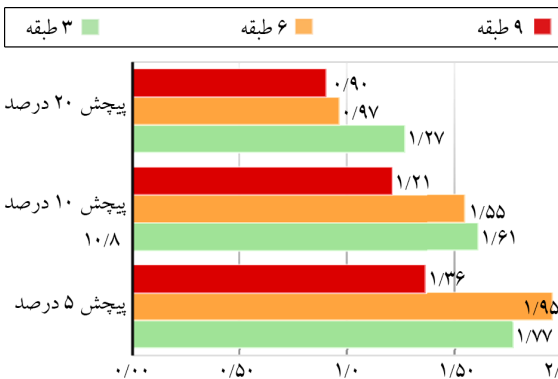 ۹ طبقه ۶ طبقه ۳ طبقه
پیچش ۲۰ درصد
۰/۹۰
۰/۹۷
۱/۲۷
پیچش ۱۰ درصد
۱۰/۸
۱/۲۱
۱/۵۵
۱/۶۱
پیچش ۵ درصد
۱/۳۶
۱/۹۵
۱/۷۷
۰/۰۰ ۰/۵۰ ۱/۰ ۱/۵۰ ۲/